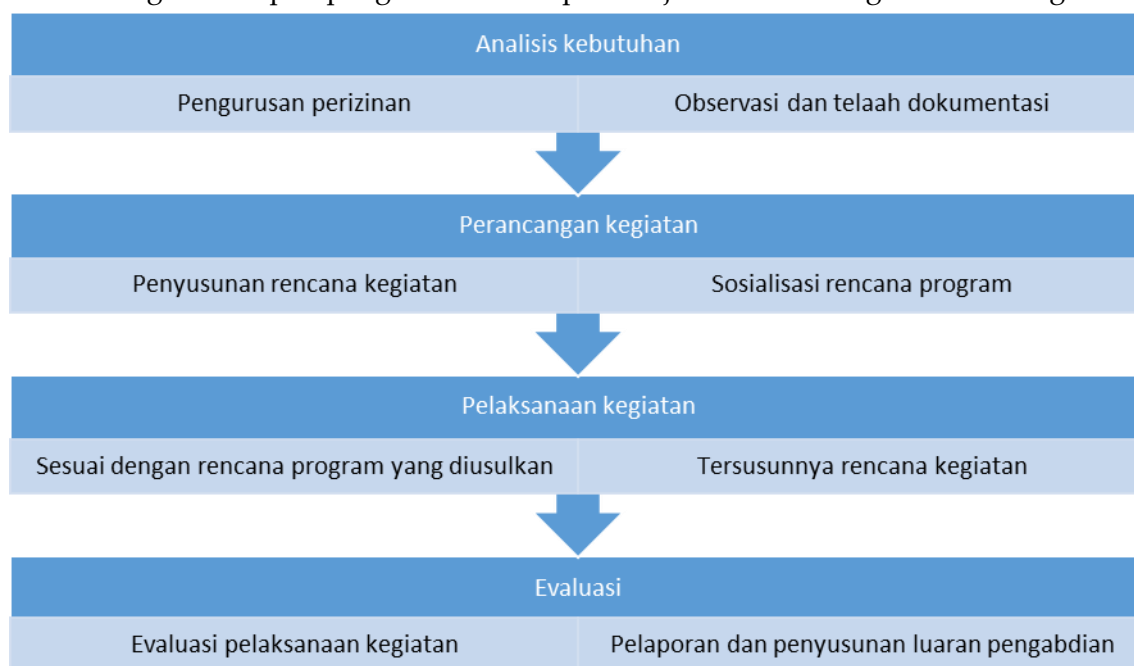 Analisis kebutuhan
Pengurusan perizinan
Observasi dan telaah dokumentasi
Perancangan kegiatan
Penyusunan rencana kegiatan
Sosialisasi rencana program
Pelaksanaan kegiatan
Sesuai dengan rencana program yang diusulkan
Tersusunnya rencana kegiatan
Evaluasi
Evaluasi pelaksanaan kegiatan
Pelaporan dan penyusunan luaran pengabdian